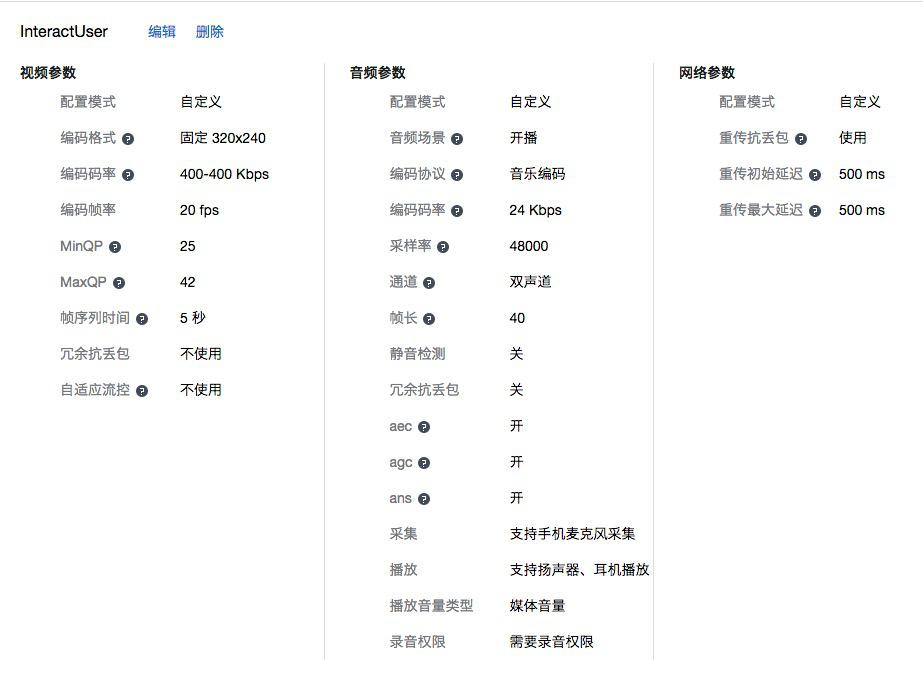 InteractUser 编辑 删除
视频参数
配置模式 自定义
编码格式 ? 固定 320x240
编码码率 ? 400-400 Kbps
编码帧率 20 fps
MinQP ? 25
MaxQP ? 42
帧序列时间 ? 5 秒
冗余抗丢包 不使用
自适应流控 ? 不使用
音频参数
配置模式 自定义
音频场景 ? 开播
编码协议 ? 音乐编码
编码码率 ? 24 Kbps
采样率 ? 48000
通道 ? 双声道
帧长 ? 40
静音检测 关
冗余抗丢包 关
aec ? 开
agc ? 开
ans ? 开
采集 支持手机麦克风采集
播放 支持扬声器、耳机播放
播放音量类型 媒体音量
录音权限 需要录音权限
网络参数
配置模式 自定义
重传抗丢包 ? 使用
重传初始延迟 ? 500 ms
重传最大延迟 ? 500 ms